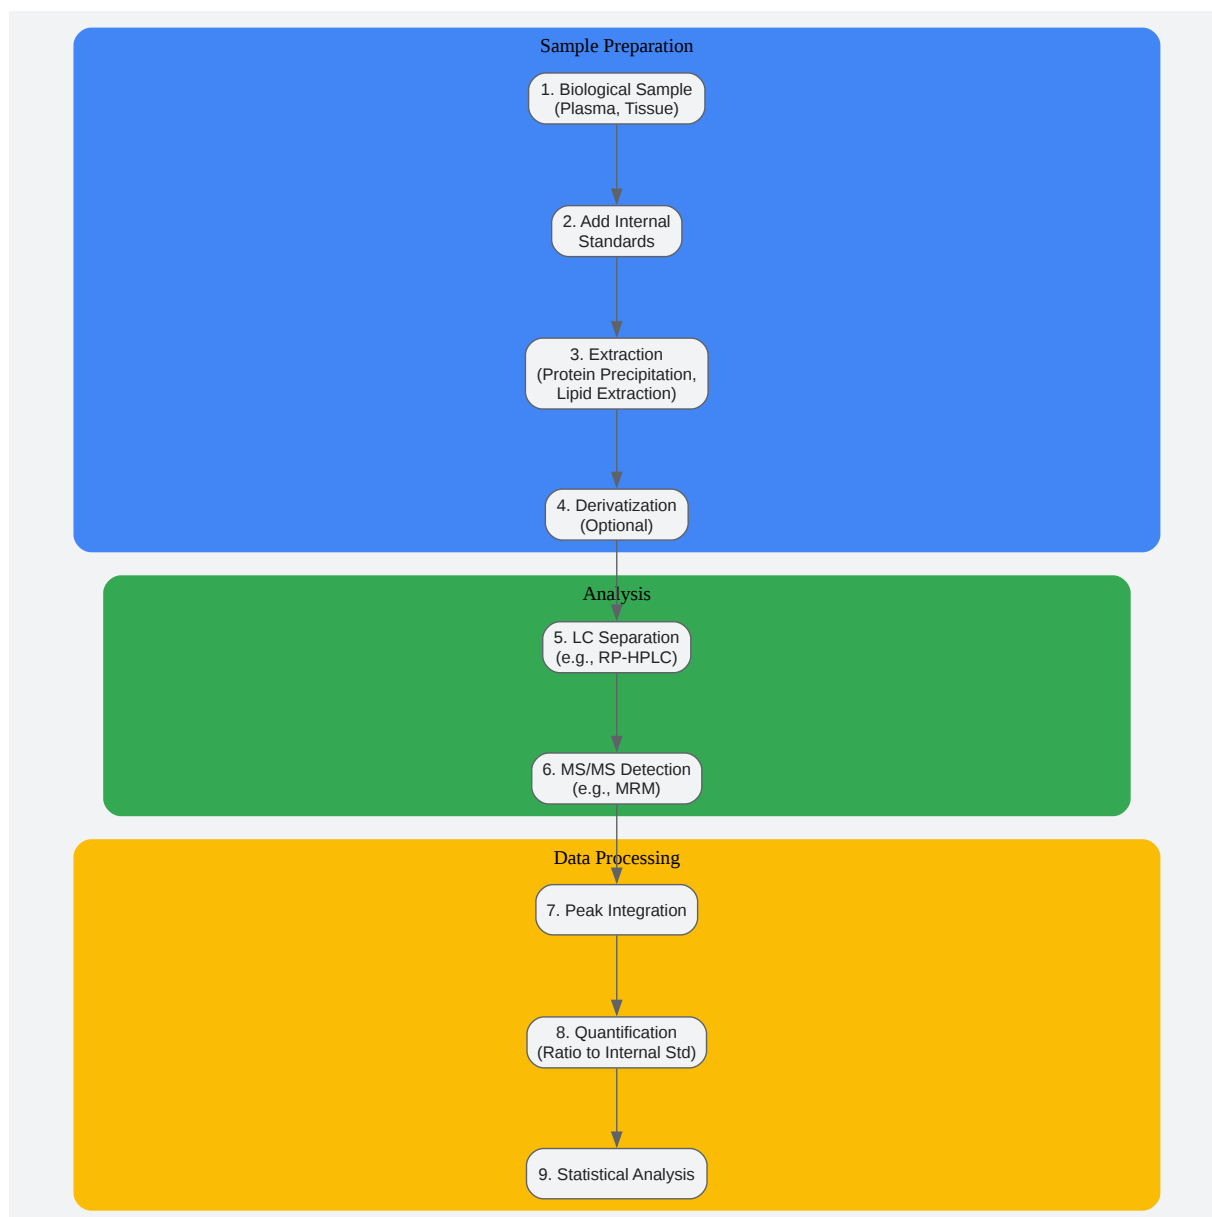 Sample Preparation
1. Biological Sample
(Plasma, Tissue)
2. Add Internal
Standards
3. Extraction
(Protein Precipitation,
Lipid Extraction)
4. Derivatization
(Optional)
Analysis
5. LC Separation
(e.g., RP-HPLC)
6. MS/MS Detection
(e.g., MRM)
Data Processing
7. Peak Integration
8. Quantification
(Ratio to Internal Std)
9. Statistical Analysis